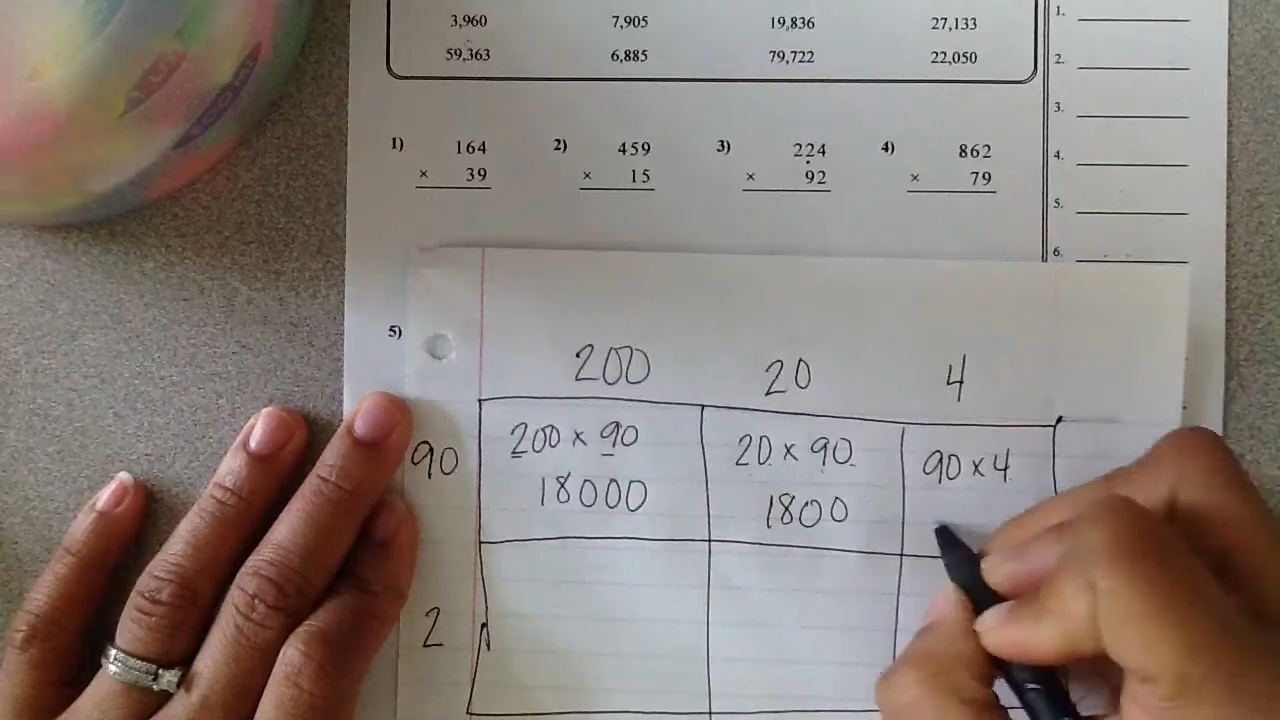 3,960 7,905 19,836 27,133
59,363 6,885 79,722 22,050
1.
2.
3.
4.
5.
6.
1) 164 2) 459 3) 224 4) 862
× 39 × 15 × 92 × 79
5)
200 20 4
90 200 × 90 20 × 90 90 × 4
18000 1800
2